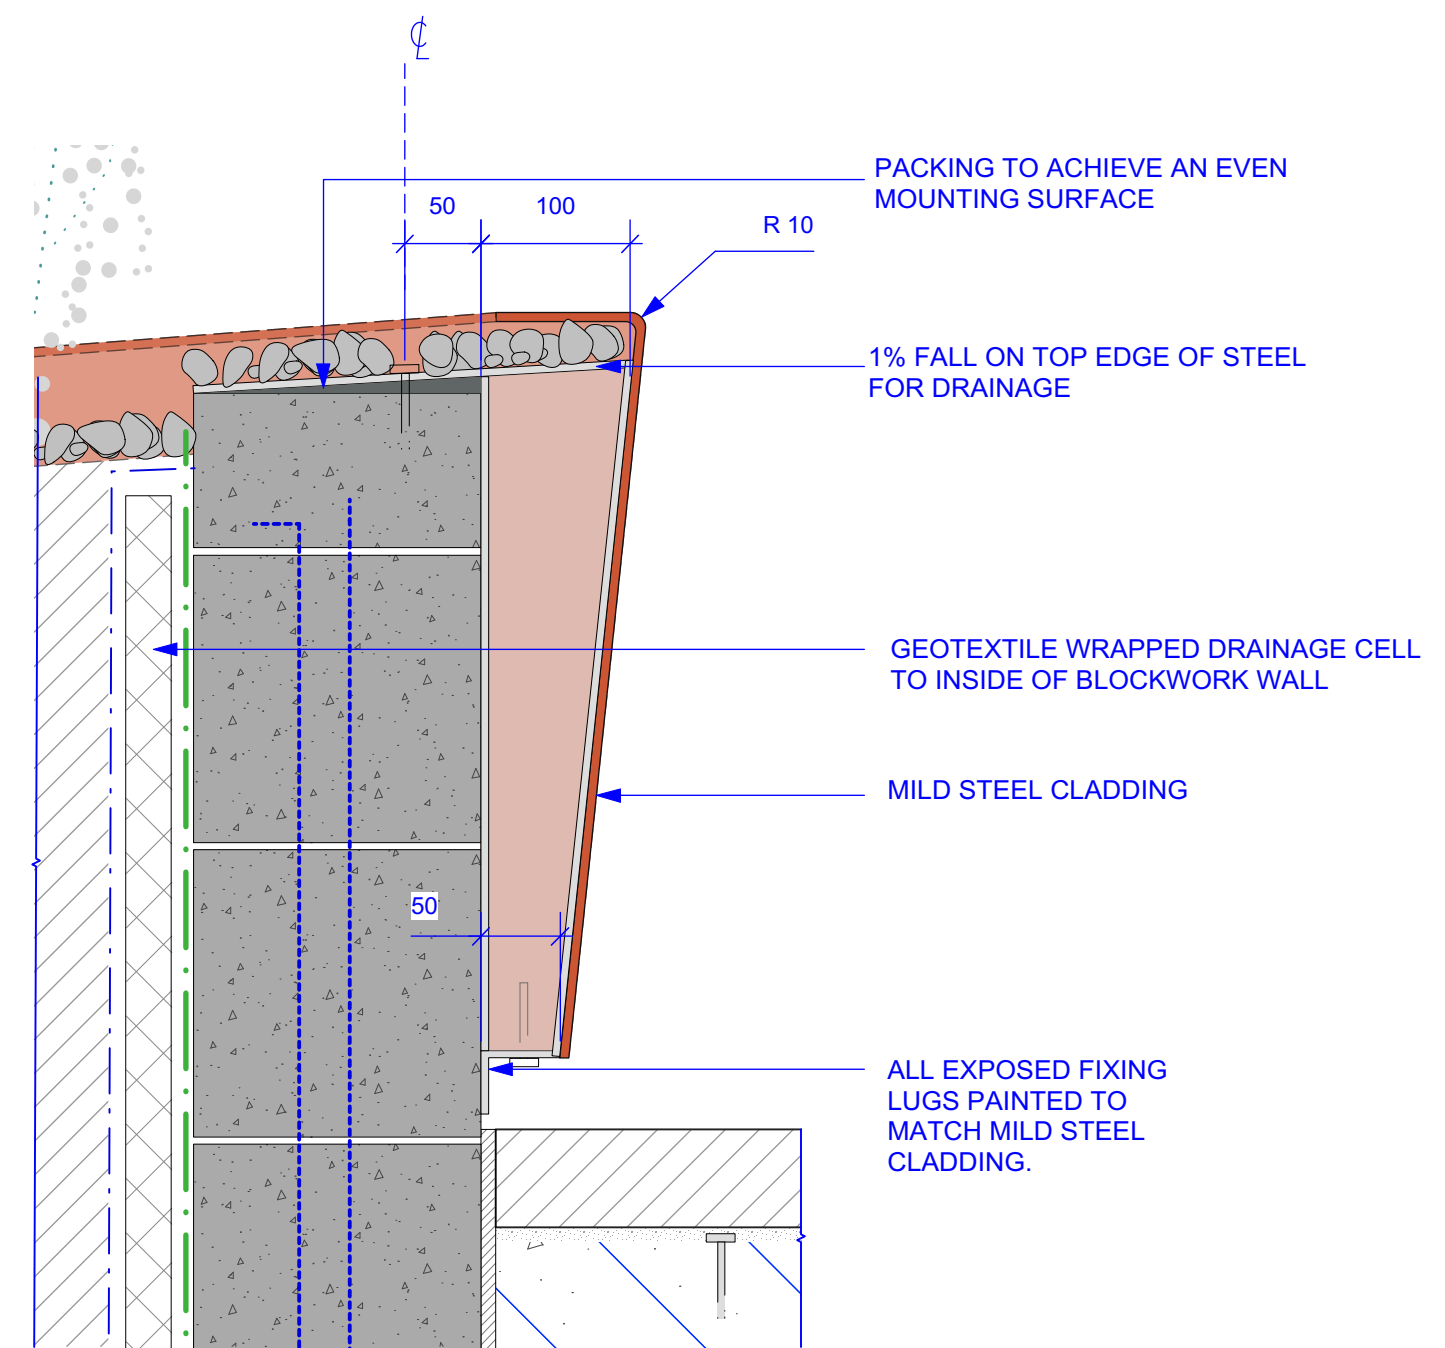 ℄
PACKING TO ACHIEVE AN EVEN
MOUNTING SURFACE
50
100
R 10
1% FALL ON TOP EDGE OF STEEL
FOR DRAINAGE
GEOTEXTILE WRAPPED DRAINAGE CELL
TO INSIDE OF BLOCKWORK WALL
MILD STEEL CLADDING
50
ALL EXPOSED FIXING
LUGS PAINTED TO
MATCH MILD STEEL
CLADDING.